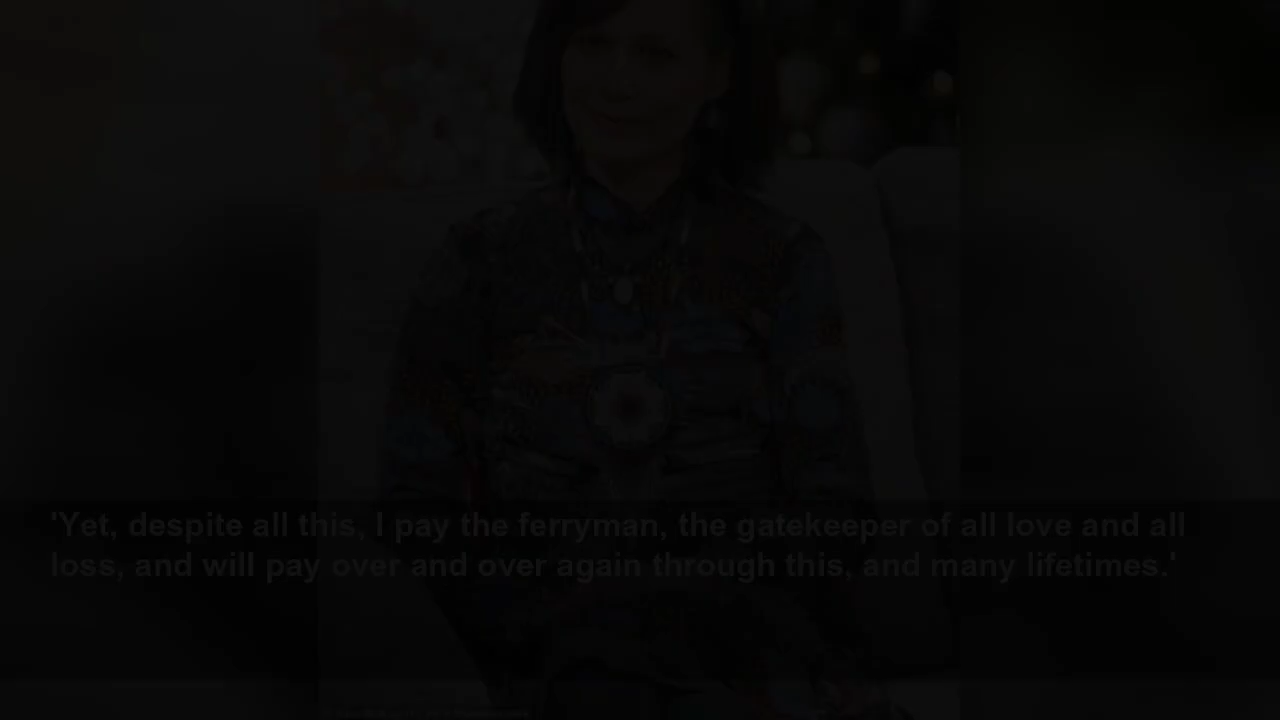 'Yet, despite all this, I pay the ferryman, the gatekeeper of all love and all
loss, and will pay over and over again through this, and many lifetimes.'